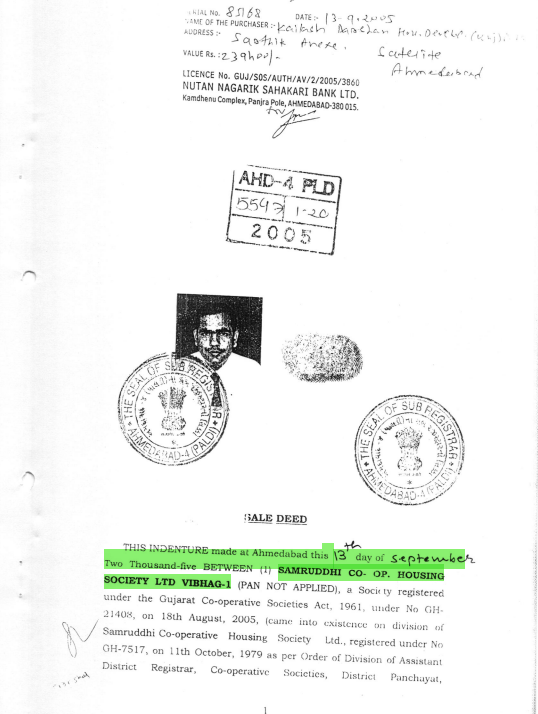 SERIAL No. 85168 DATE:- 13-9-2005
NAME OF THE PURCHASER:- Kailash
ADDRESS:- Satelite
VALUE Rs.: 239400/- Ahmedabad
LICENCE No. GUJ/SOS/AUTH/AV/2/2005/3860
NUTAN NAGARIK SAHAKARI BANK LTD.
Kamdhenu Complex, Panjra Pole, AHMEDABAD-380 015.
AHD-4 PLD
5547 1-20
2005
THE SEAL OF SUB REGISTRAR
AHMEDABAD-4 (PALDI)
THE SEAL OF SUB REGISTRAR
AHMEDABAD-4 (PALDI)
SALE DEED
THIS INDENTURE made at Ahmedabad this 13th day of September
Two Thousand-five BETWEEN (1) SAMRUDDHI CO- OP. HOUSING
SOCIETY LTD VIBHAG-1 (PAN NOT APPLIED), a Society registered
under the Gujarat Co-operative Societies Act, 1961, under No GH-
21408, on 18th August, 2005, (came into existence on division of
Samruddhi Co-operative Housing Society Ltd., registered under No
GH-7517, on 11th October, 1979 as per Order of Division of Assistant
District Registrar, Co-operative Societies, District Panchayat,
1